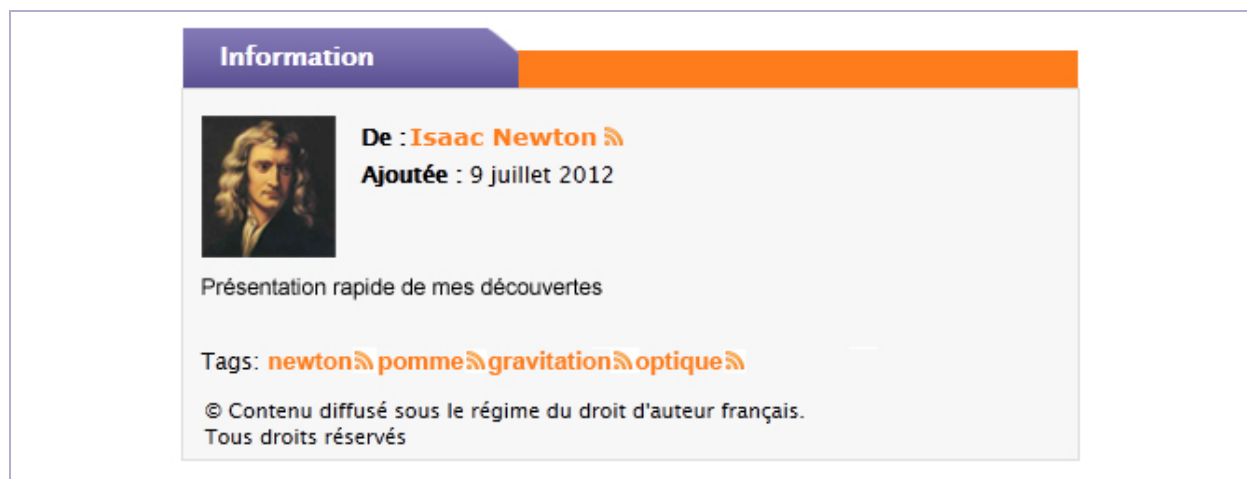 Information
De : Isaac Newton
Ajoutée : 9 juillet 2012
Présentation rapide de mes découvertes
Tags: newton pomme gravitation optique
© Contenu diffusé sous le régime du droit d'auteur français.
Tous droits réservés